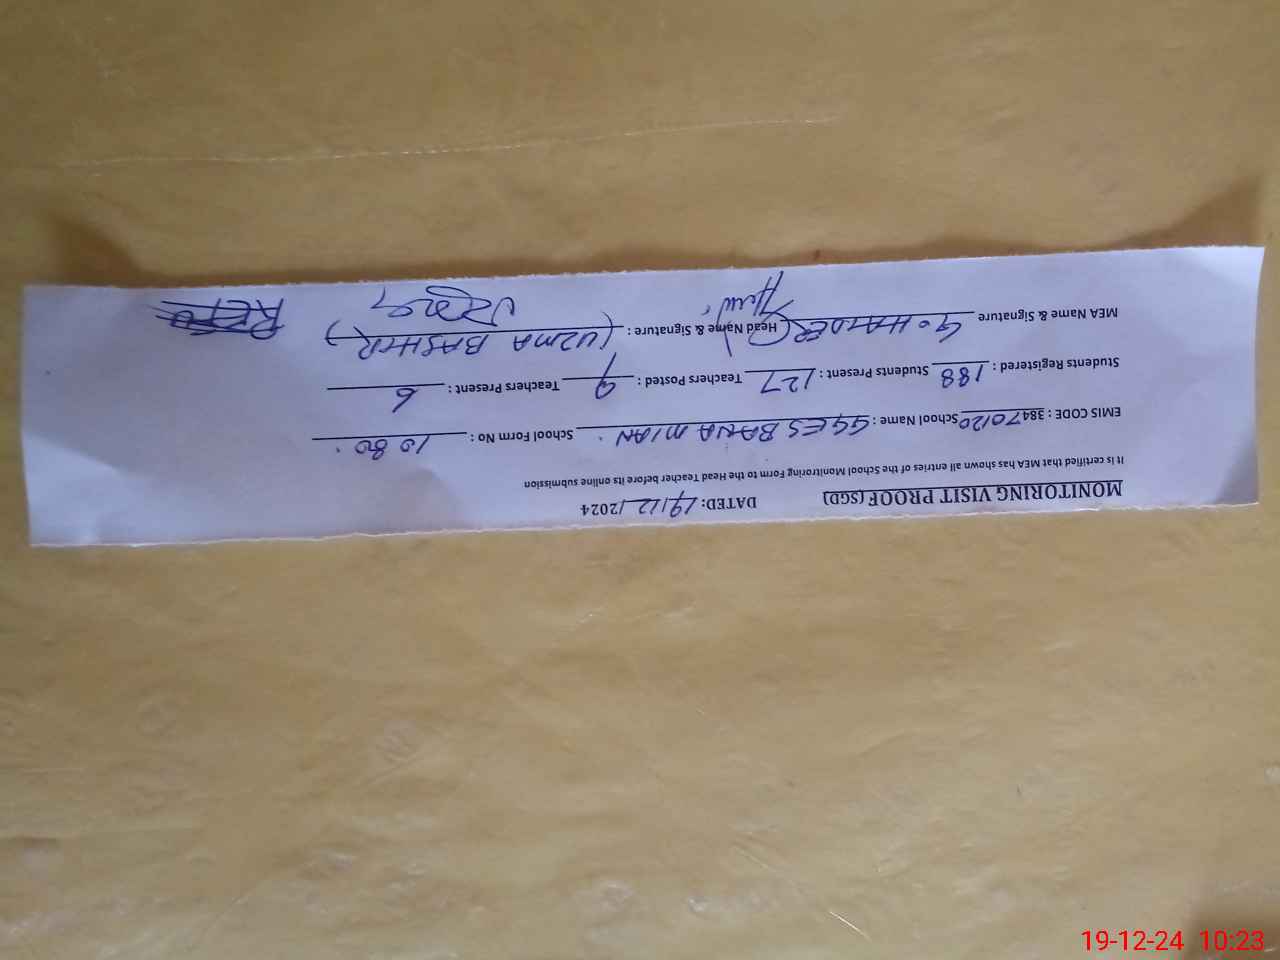 MONITORING VISIT PROOF (SGD) DATED: 19/12/2024
It is certified that MEA has shown all entries of the School Monitoring Form to the Head Teacher before its online submission
EMIS CODE : 38470120 School Name : GGES BANA MIAN. School Form No : 1080.
Students Registered : 188 Students Present : 127 Teachers Posted : 9 Teachers Present : 6
MEA Name & Signature G. HAIDER Head Name & Signature : (UZMA BASHIR)
19-12-24 10:23